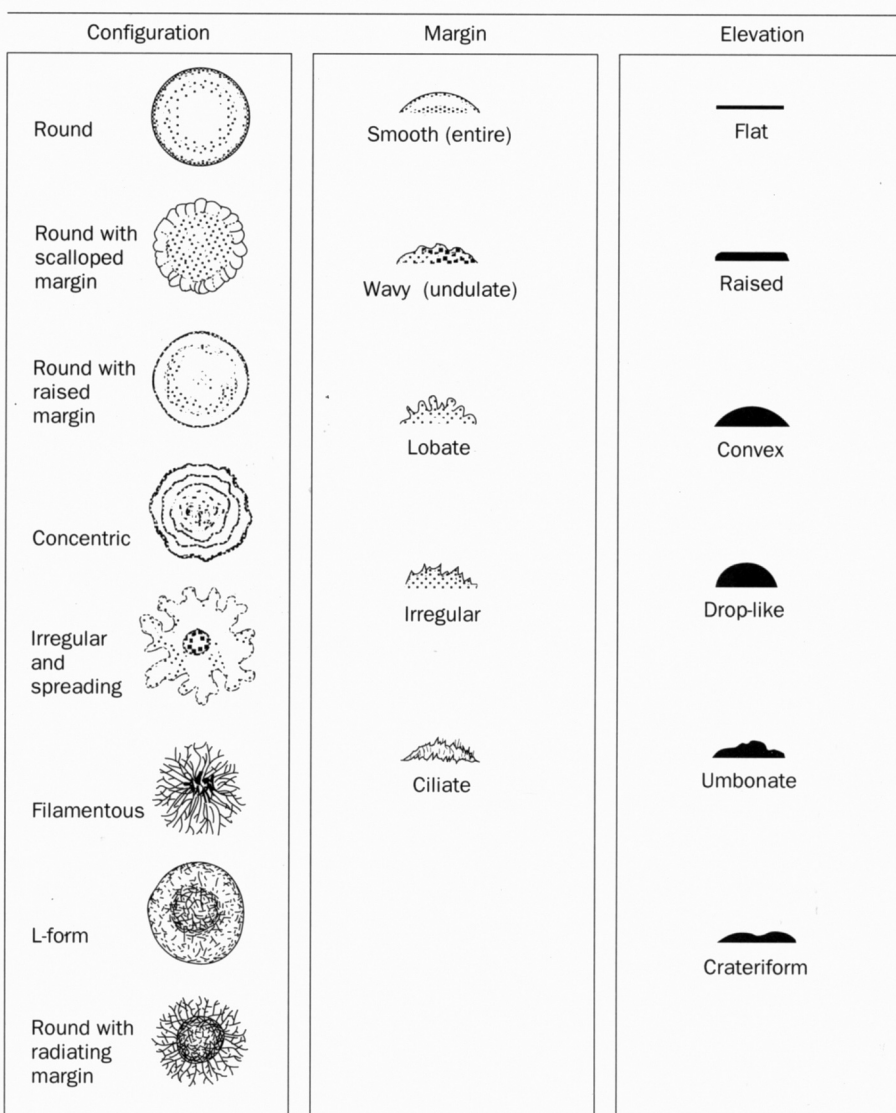 Configuration
Margin
Elevation
Round
Round with
scalloped
margin
Round with
raised
margin
Concentric
Irregular
and
spreading
Filamentous
L-form
Round with
radiating
margin
Smooth (entire)
Wavy (undulate)
Lobate
Irregular
Ciliate
Flat
Raised
Convex
Drop-like
Umbonate
Crateriform